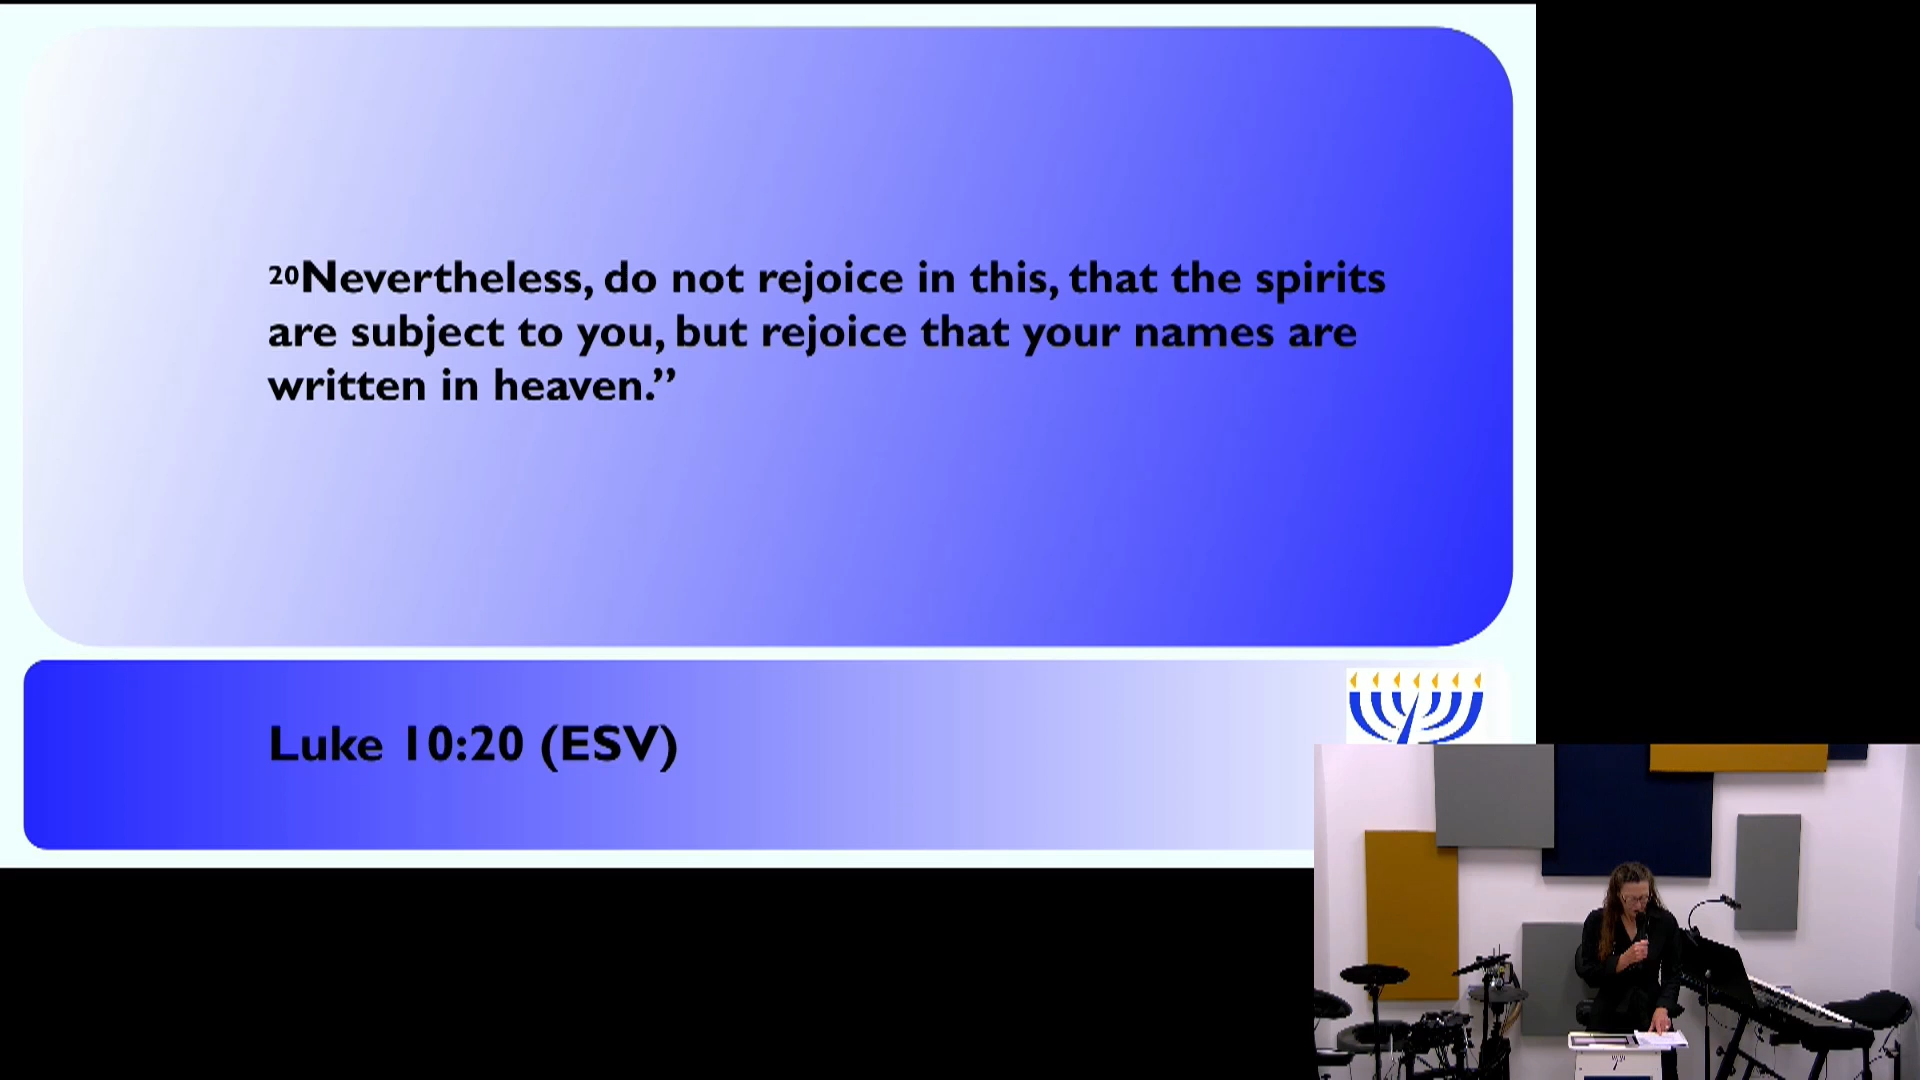 20Nevertheless, do not rejoice in this, that the spirits
are subject to you, but rejoice that your names are
written in heaven.”
Luke 10:20 (ESV)